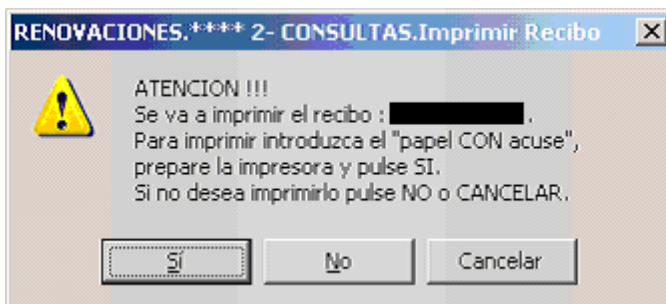 RENOVACIONES.**** 2- CONSULTAS.Imprimir Recibo
ATENCION !!!
Se va a imprimir el recibo : .
Para imprimir introduzca el "papel CON acuse",
prepare la impresora y pulse SI.
Si no desea imprimirlo pulse NO o CANCELAR.
Sí No Cancelar